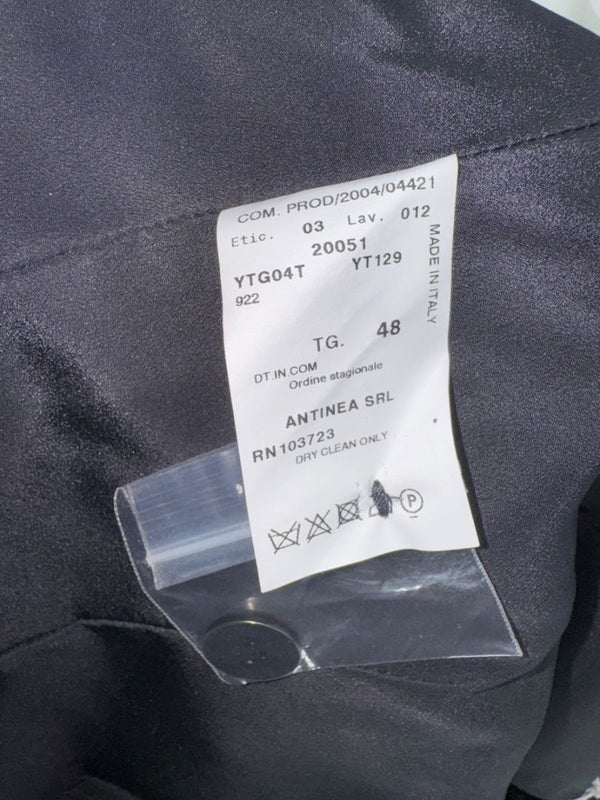 COM. PROD/2004/04421
Etic. 03 Lav. 012
20051
YTG04T YT129
922
MADE IN ITALY
TG. 48
DT.IN.COM
Ordine stagionale
ANTINEA SRL
RN103723
DRY CLEAN ONLY
P